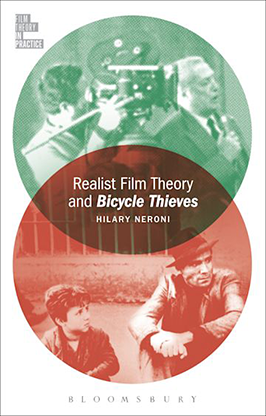 FILM
THEORY
IN
PRACTICE
Realist Film Theory
and Bicycle Thieves
HILARY NERONI
BLOOMSBURY